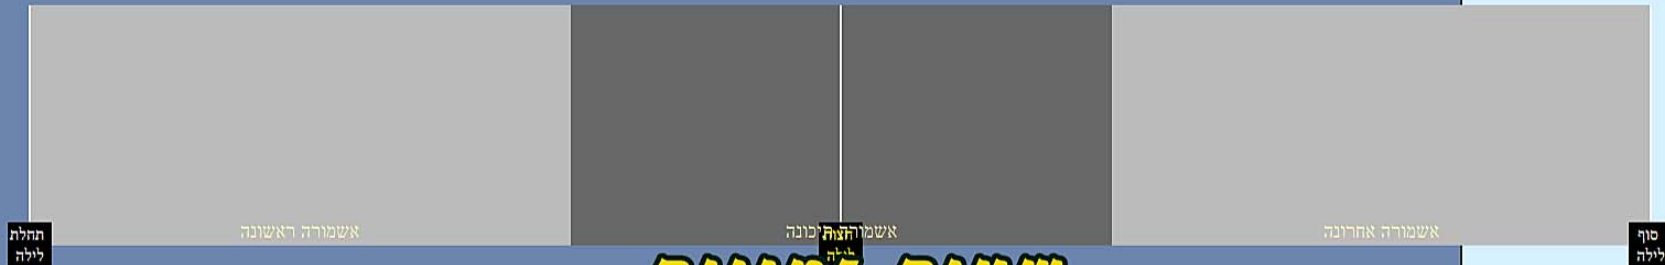 אשמורה ראשונה
אשמורה תיכונה
אשמורה אחרונה
תחלת
לילה
חצות
לילה
סוף
לילה